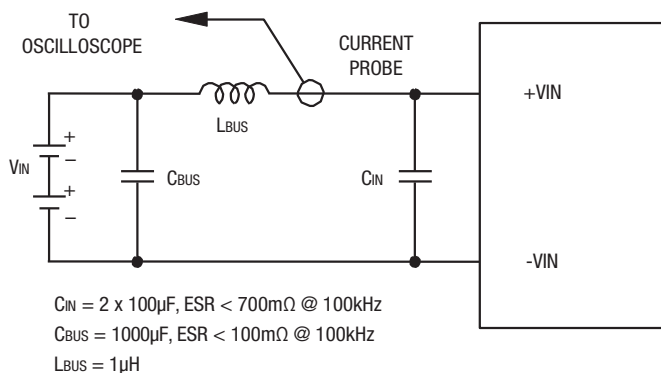 TO
OSCILLOSCOPE
CURRENT
PROBE
LBUS
+VIN
VIN
+
−
+
−
CBUS
CIN
-VIN
CIN = 2 x 100µF, ESR < 700mΩ @ 100kHz
CBUS = 1000µF, ESR < 100mΩ @ 100kHz
LBUS = 1µH